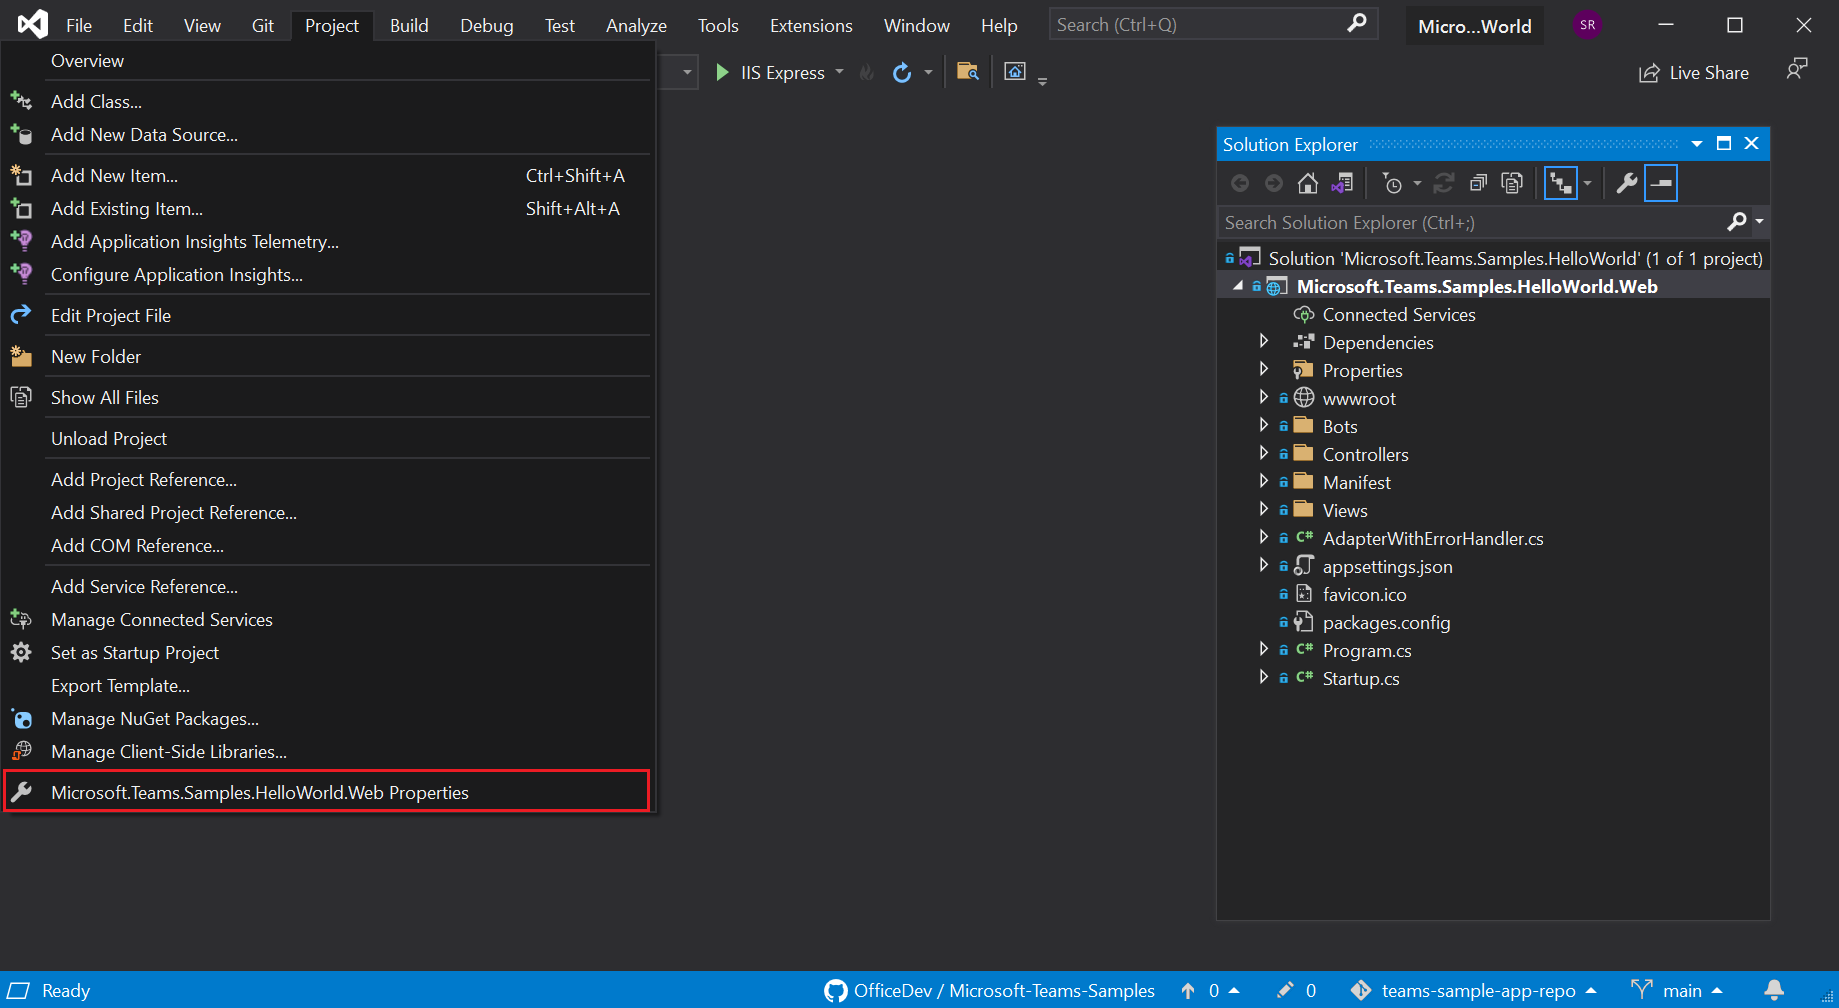 File Edit View Git Project Build Debug Test Analyze Tools Extensions Window Help Search (Ctrl+Q) Micro...World SR
IIS Express Live Share
Overview
Add Class...
Add New Data Source...
Add New Item... Ctrl+Shift+A
Add Existing Item... Shift+Alt+A
Add Application Insights Telemetry...
Configure Application Insights...
Edit Project File
New Folder
Show All Files
Unload Project
Add Project Reference...
Add Shared Project Reference...
Add COM Reference...
Add Service Reference...
Manage Connected Services
Set as Startup Project
Export Template...
Manage NuGet Packages...
Manage Client-Side Libraries...
Microsoft.Teams.Samples.HelloWorld.Web Properties
Solution Explorer
Search Solution Explorer (Ctrl+;)
Solution 'Microsoft.Teams.Samples.HelloWorld' (1 of 1 project)
Microsoft.Teams.Samples.HelloWorld.Web
Connected Services
Dependencies
Properties
wwwroot
Bots
Controllers
Manifest
Views
C# AdapterWithErrorHandler.cs
appsettings.json
favicon.ico
packages.config
C# Program.cs
C# Startup.cs
Ready OfficeDev / Microsoft-Teams-Samples 0 0 teams-sample-app-repo main